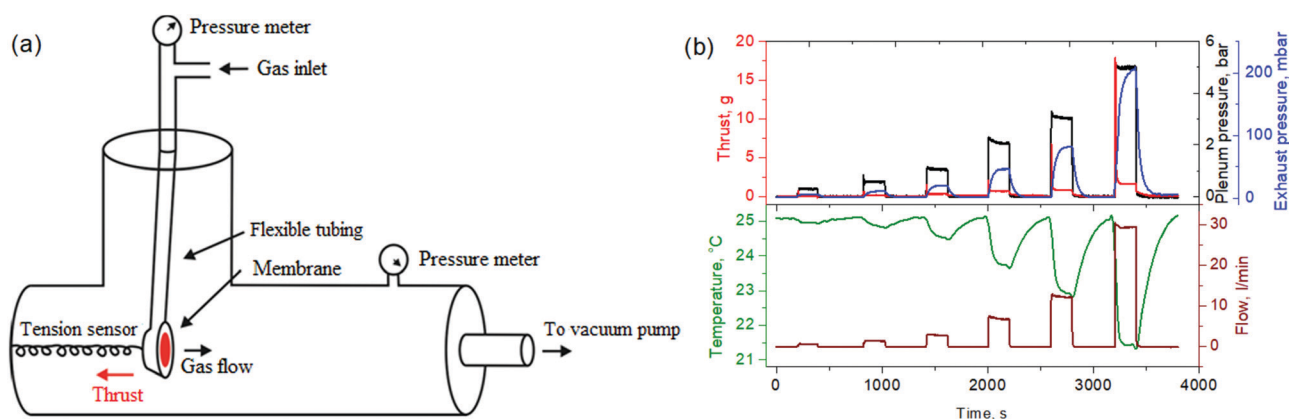 (a)
Pressure meter
Gas inlet
Flexible tubing
Membrane
Pressure meter
Tension sensor
To vacuum pump
Gas flow
Thrust
(b)
Thrust, g
20
15
10
5
0
Plenum pressure, bar
6
4
2
0
Exhaust pressure, mbar
200
100
0
Temperature, °C
25
24
23
22
21
Flow, l/min
30
20
10
0
0 1000 2000 3000 4000
Time, s